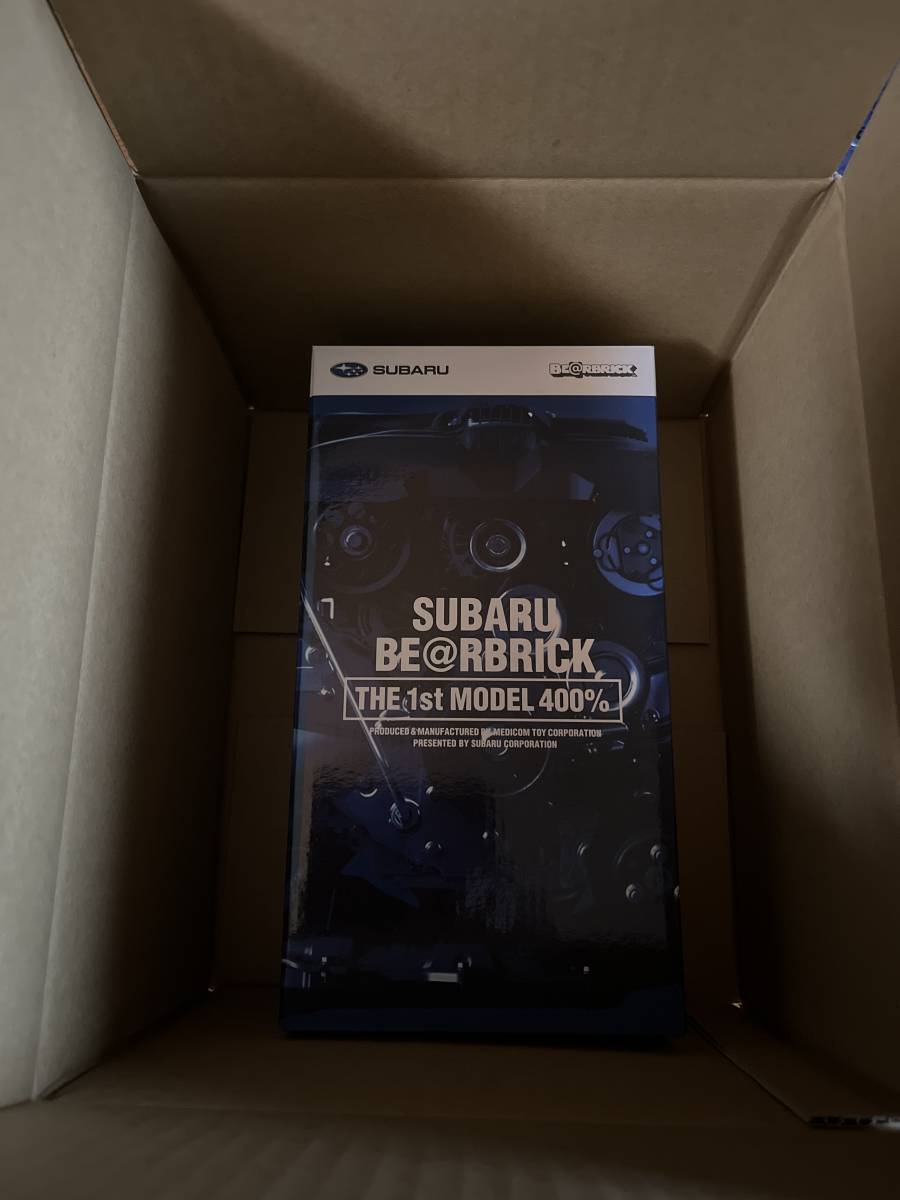 SUBARU BE@RBRICK
SUBARU
BE@RBRICK
THE 1st MODEL 400%
PRODUCED & MANUFACTURED BY MEDICOM TOY CORPORATION
PRESENTED BY SUBARU CORPORATION